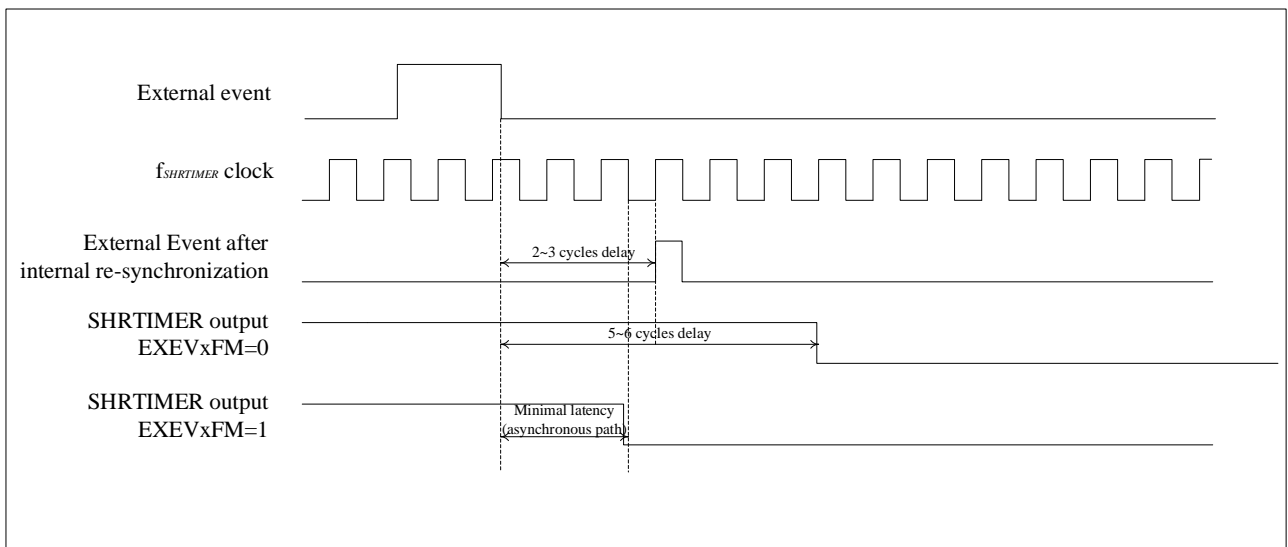 External event
fSHRTIMER clock
External Event after
internal re-synchronization
2~3 cycles delay
SHRTIMER output
EXEVxFM=0
5~6 cycles delay
SHRTIMER output
EXEVxFM=1
Minimal latency
(asynchronous path)